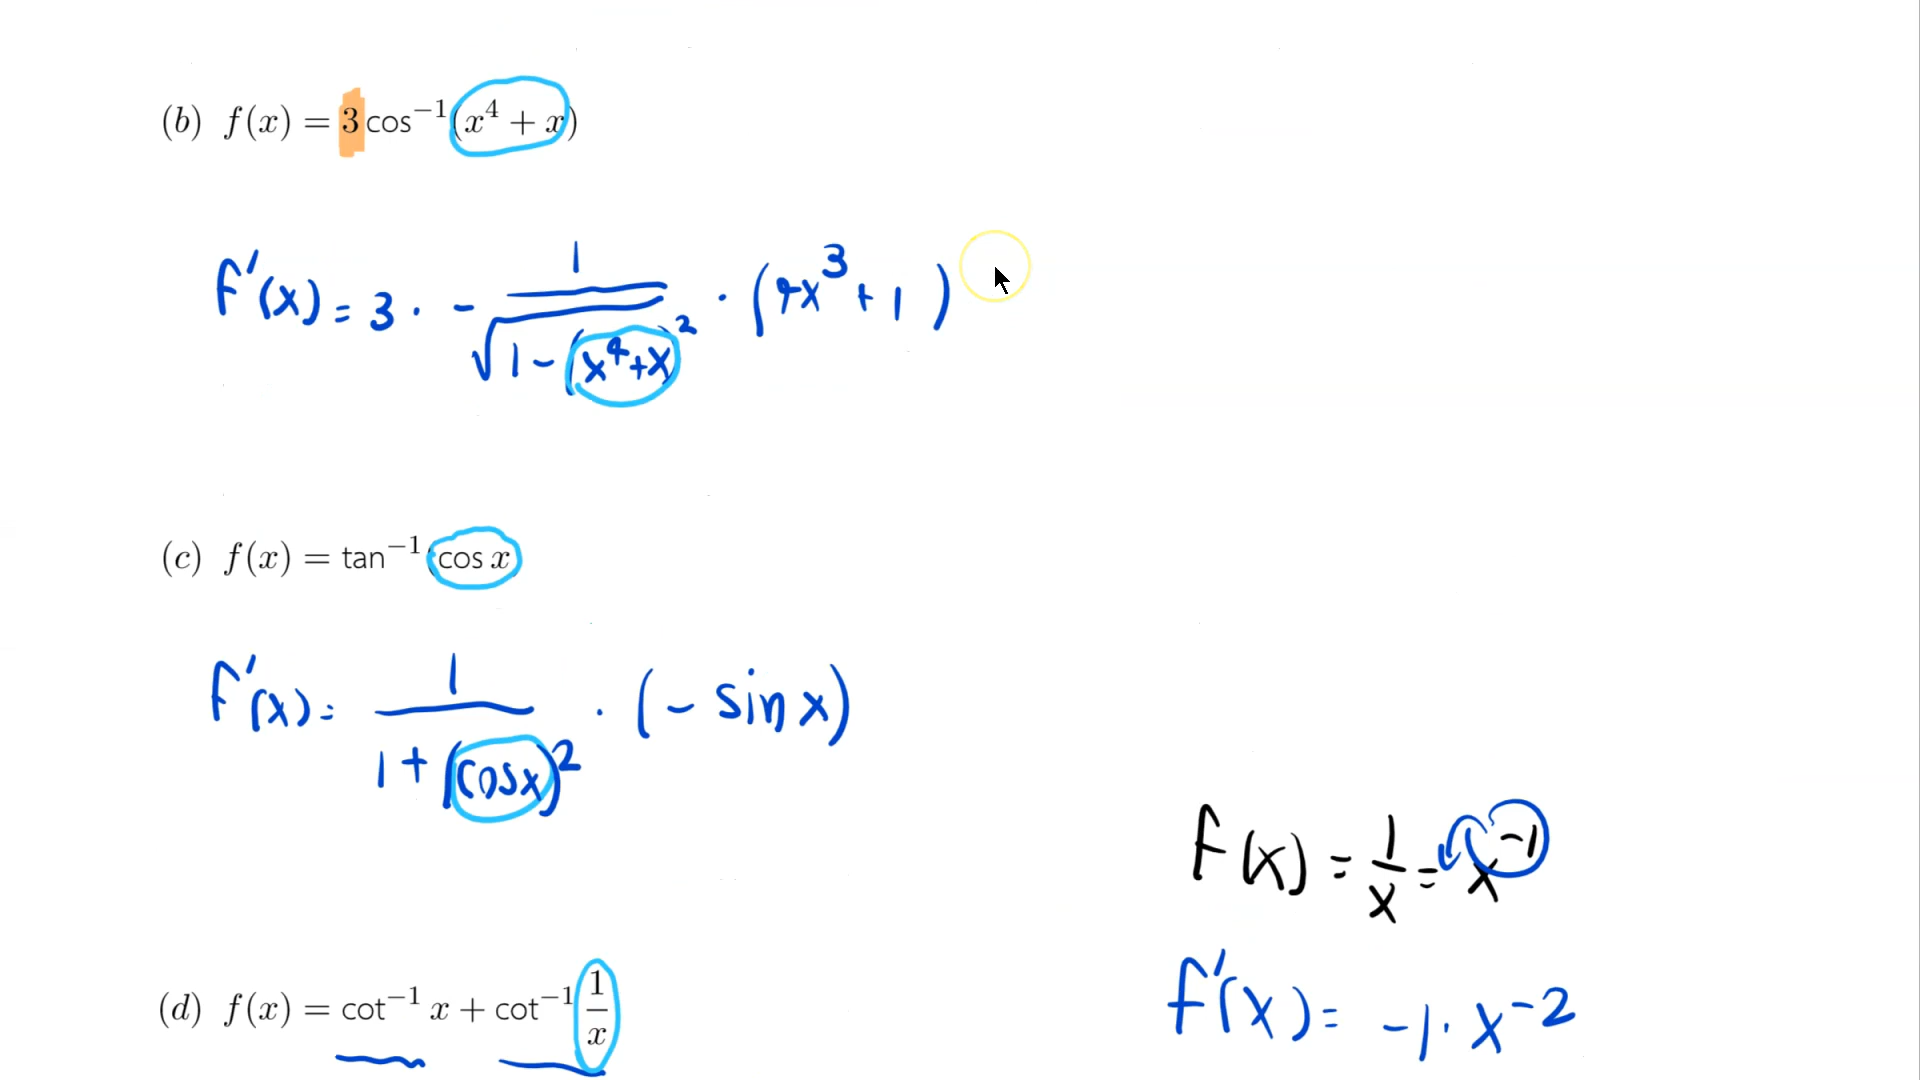 (b) f(x) = 3 cos⁻¹(x⁴ + x)
f'(x) = 3 · - 1/√(1 - (x⁴+x)²) · (4x³ + 1)
(c) f(x) = tan⁻¹(cos x
f'(x) = 1/(1 + (cosx)²) · (- sin x)
f(x) = 1/x = x⁻¹
(d) f(x) = cot⁻¹ x + cot⁻¹ 1/x
f'(x) = -1 · x⁻²